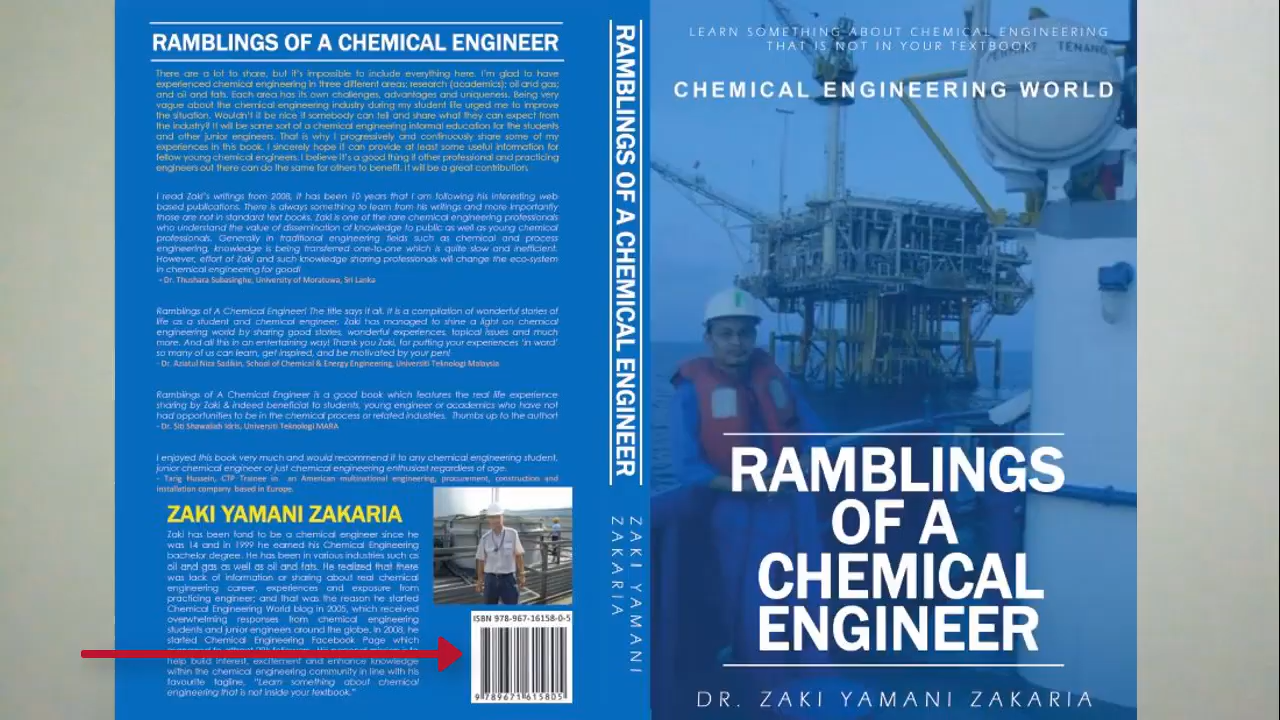 RAMBLINGS OF A CHEMICAL ENGINEER
There are a lot to share, but it's impossible to include everything here. I'm glad to have
experienced chemical engineering in three different areas; research (academics); oil and gas;
and oil and fats. Each area has its own challenges, advantages and uniqueness. Being very
vague about the chemical engineering industry during my student life urged me to improve
the situation. Wouldn't it be nice if somebody can tell and share what they can expect from
the industry? It will be some sort of a chemical engineering informal education for the students
and other junior engineers. That is why I progressively and continuously share some of my
experiences in this book. I sincerely hope it can provide at least some useful information for
fellow young chemical engineers. I believe it's a good thing if other professional and practicing
engineers out there can do the same for others to benefit. It will be a great contribution.
I read Zaki's writings from 2008, it has been 10 years that I am following his interesting web
based publications. There is always something to learn from his writings and more importantly
those are not in standard text books. Zaki is one of the rare chemical engineering professionals
who understand the value of dissemination of knowledge to public as well as young chemical
professionals. Generally in traditional engineering fields such as chemical and process
engineering, knowledge is being transferred one-to-one which is quite slow and inefficient.
However, effort of Zaki and such knowledge sharing professionals will change the eco-system
in chemical engineering for good!
- Dr. Thushara Subasinghe, University of Moratuwa, Sri Lanka
Ramblings of A Chemical Engineer! The title says it all. It is a compilation of wonderful stories of
life as a student and chemical engineer. Zaki has managed to shine a light on chemical
engineering world by sharing good stories, wonderful experiences, topical issues and much
more. And all this in an entertaining way! Thank you Zaki, for putting your experiences 'in word'
so many of us can learn, get inspired, and be motivated by your pen!
- Dr. Aziatul Niza Sadikin, School of Chemical & Energy Engineering, Universiti Teknologi Malaysia
Ramblings of A Chemical Engineer is a good book which features the real life experience
sharing by Zaki & indeed beneficial to students, young engineer or academics who have not
had opportunities to be in the chemical process or related industries. Thumbs up to the author!
- Dr. Siti Shawaliah Idris, Universiti Teknologi MARA
I enjoyed this book very much and would recommend it to any chemical engineering student,
junior chemical engineer or just chemical engineering enthusiast regardless of age.
- Tariq Hussein, CTP Trainee in an American multinational engineering, procurement, construction and
installation company based in Europe.
ZAKI YAMANI ZAKARIA
Zaki has been fond to be a chemical engineer since he
was 14 and in 1999 he earned his Chemical Engineering
bachelor degree. He has been in various industries such as
oil and gas as well as oil and fats. He realized that there
was lack of information or sharing about real chemical
engineering career, experiences and exposure from
practicing engineer; and that was the reason he started
Chemical Engineering World blog in 2005, which received
overwhelming responses from chemical engineering
students and junior engineers around the globe. In 2008, he
started Chemical Engineering Facebook Page which
help build interest, excitement and enhance knowledge
within the chemical engineering community in line with his
favourite tagline, "Learn something about chemical
engineering that is not inside your textbook."
ISBN 978-967-16158-0-5
9 789671 615805
RAMBLINGS OF A CHEMICAL ENGINEER
ZAKI YAMANI
ZAKARIA
LEARN SOMETHING ABOUT CHEMICAL ENGINEERING
THAT IS NOT IN YOUR TEXTBOOK
TENANG
CHEMICAL ENGINEERING WORLD
RAMBLINGS
OF A
CHEMICAL
ENGINEER
DR. ZAKI YAMANI ZAKARIA